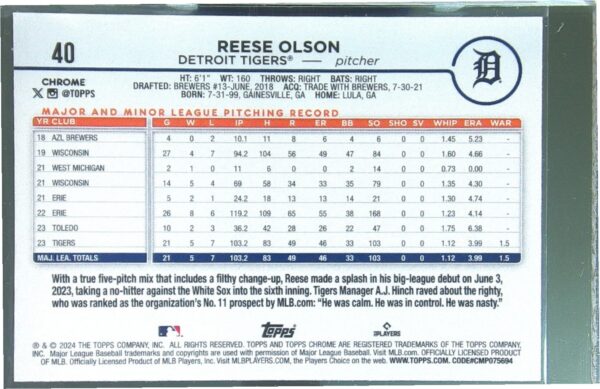 40
REESE OLSON
DETROIT TIGERS® — pitcher
CHROME
@TOPPS
HT: 6'1" WT: 160 THROWS: RIGHT BATS: RIGHT
DRAFTED: BREWERS #13-JUNE, 2018 ACQ: TRADE WITH BREWERS, 7-30-21
BORN: 7-31-99, GAINESVILLE, GA HOME: LULA, GA
MAJOR AND MINOR LEAGUE PITCHING RECORD
YR CLUB G W L IP H R ER BB SO SHO SV WHIP ERA WAR
18 AZL BREWERS 4 0 2 10.1 11 8 6 4 6 0 0 1.45 5.23 -
19 WISCONSIN 27 4 7 94.2 104 56 49 47 84 0 0 1.60 4.66 -
21 WEST MICHIGAN 2 1 0 11 6 0 0 2 14 0 0 0.73 0.00 -
21 WISCONSIN 14 5 4 69 58 34 33 35 79 0 0 1.35 4.30 -
21 ERIE 5 2 1 24.2 18 13 13 14 21 0 0 1.30 4.74 -
22 ERIE 26 8 6 119.2 109 65 55 38 168 0 0 1.23 4.14 -
23 TOLEDO 10 2 3 36.2 42 28 26 17 47 0 0 6.38 -
23 TIGERS 21 5 7 103.2 83 49 46 33 103 0 0 1.12 3.99 1.5
MAJ. LEA. TOTALS 21 5 7 103.2 83 49 46 33 103 0 0 1.12 3.99 1.5
With a true five-pitch mix that includes a filthy change-up, Reese made a splash in his big-league debut on June 3,
2023, taking a no-hitter against the White Sox into the sixth inning. Tigers Manager A.J. Hinch raved about the righty,
who was ranked as the organization's No. 11 prospect by MLB.com: "He was calm. He was in control. He was nasty."
TOPPS
PLAYERS
® & © 2024 THE TOPPS COMPANY, INC. ALL RIGHTS RESERVED. TOPPS AND TOPPS CHROME ARE REGISTERED TRADEMARKS OF THE TOPPS COMPANY,
INC. Major League Baseball trademarks and copyrights are used with permission of Major League Baseball. Visit MLB.com. OFFICIALLY LICENSED PRODUCT
OF MLB. Officially Licensed Product of MLB Players, Inc. Visit MLBPLAYERS.COM, the Players Choice on the web. WWW.TOPPS.COM. CODE#CMP075694